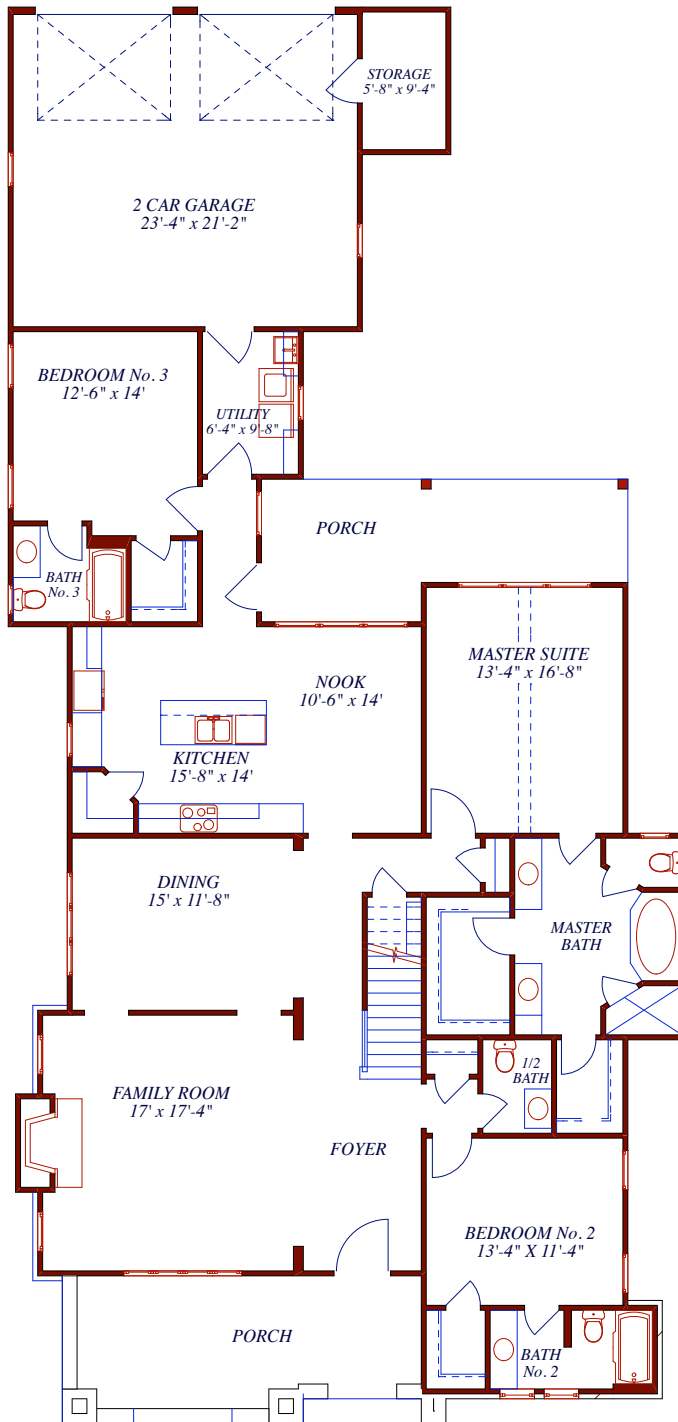 STORAGE
5'-8" x 9'-4"
2 CAR GARAGE
23'-4" x 21'-2"
BEDROOM No. 3
12'-6" x 14'
UTILITY
6'-4" x 9'-8"
PORCH
BATH
No. 3
MASTER SUITE
13'-4" x 16'-8"
NOOK
10'-6" x 14'
KITCHEN
15'-8" x 14'
DINING
15' x 11'-8"
MASTER
BATH
1/2
BATH
FAMILY ROOM
17' x 17'-4"
FOYER
BEDROOM No. 2
13'-4" X 11'-4"
PORCH
BATH
No. 2